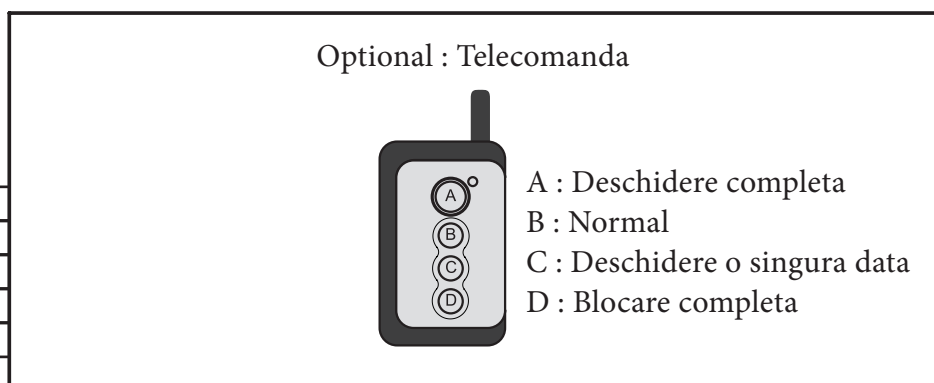 Optional : Telecomanda
A
B
C
D
A : Deschidere completa
B : Normal
C : Deschidere o singura data
D : Blocare completa